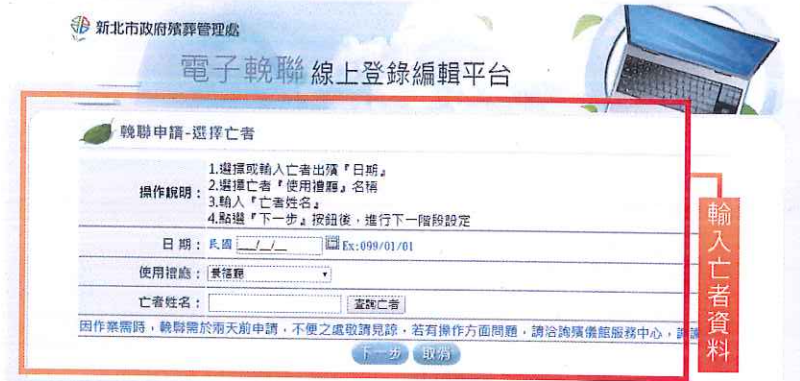 新北市政府殯葬管理處
電子輓聯 線上登錄編輯平台
輓聯申請-選擇亡者
操作說明：
1.選擇或輸入亡者出殯『日期』
2.選擇亡者『使用禮廳』名稱
3.輸入『亡者姓名』
4.點選『下一步』按鈕後，進行下一階段設定
日期： 民國 __/_/__ Ex:099/01/01
使用禮廳： 景福廳
亡者姓名： 查詢亡者
因作業需時，輓聯需於兩天前申請，不便之處敬請見諒，若有操作方面問題，請洽詢殯儀館服務中心，謝謝
下一步 取消
輸入亡者資料